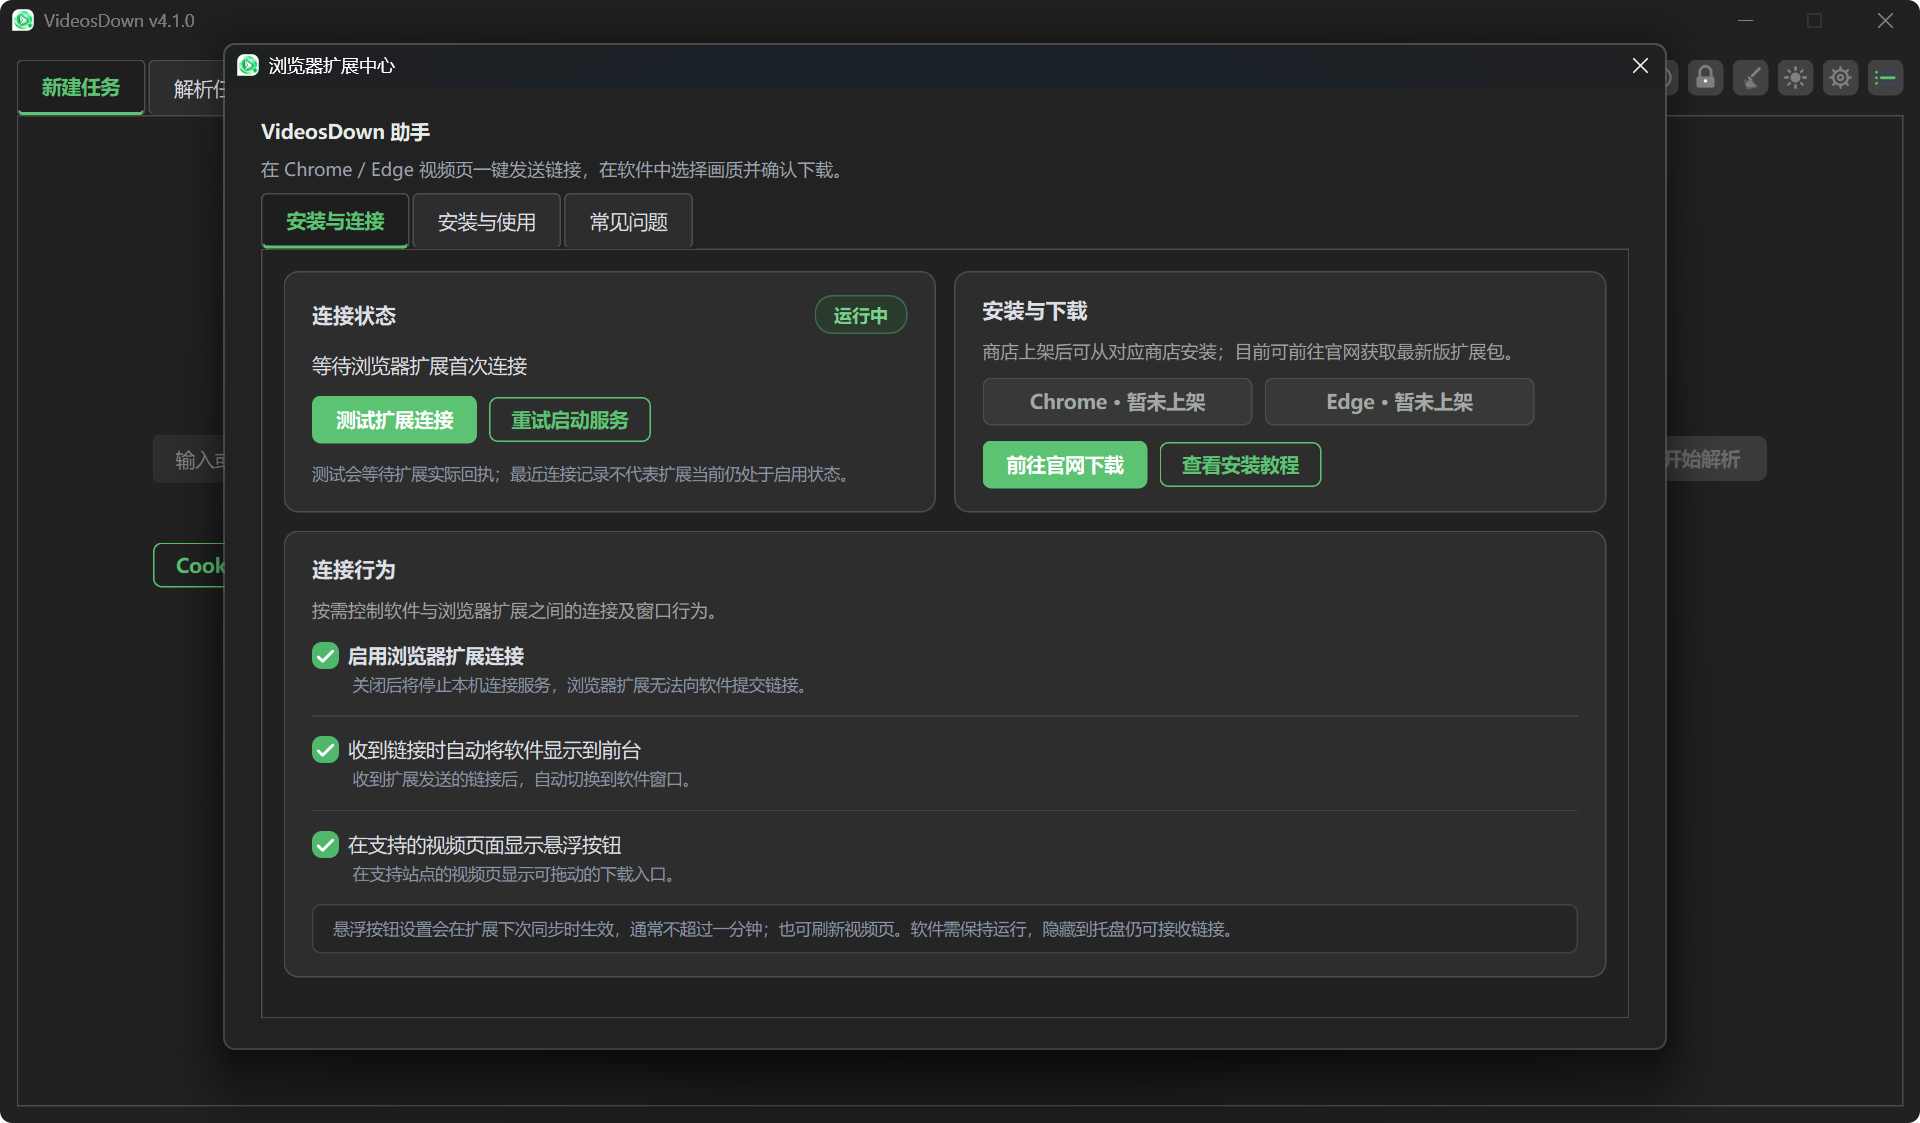 VideosDown v4.1.0
浏览器扩展中心
新建任务
解析任
VideosDown 助手
在 Chrome / Edge 视频页一键发送链接，在软件中选择画质并确认下载。
安装与连接
安装与使用
常见问题
连接状态
运行中
等待浏览器扩展首次连接
测试扩展连接
重试启动服务
测试会等待扩展实际回执；最近连接记录不代表扩展当前仍处于启用状态。
安装与下载
商店上架后可从对应商店安装；目前可前往官网获取最新版扩展包。
Chrome • 暂未上架
Edge • 暂未上架
前往官网下载
查看安装教程
输入或
开始解析
Cook
连接行为
按需控制软件与浏览器扩展之间的连接及窗口行为。
启用浏览器扩展连接
关闭后将停止本机连接服务，浏览器扩展无法向软件提交链接。
收到链接时自动将软件显示到前台
收到扩展发送的链接后，自动切换到软件窗口。
在支持的视频页面显示悬浮按钮
在支持站点的视频页显示可拖动的下载入口。
悬浮按钮设置会在扩展下次同步时生效，通常不超过一分钟；也可刷新视频页。软件需保持运行，隐藏到托盘仍可接收链接。